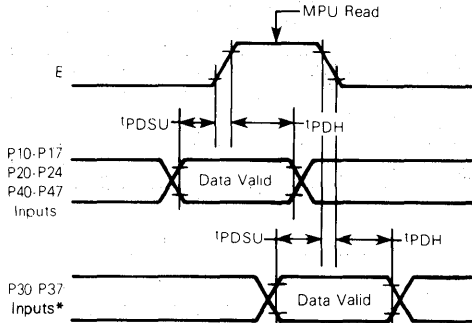 MPU Read
E
tPDSU
tPDH
P10-P17
P20-P24
P40-P47
Inputs
Data Valid
tPDSU
tPDH
P30 P37
Inputs*
Data Valid